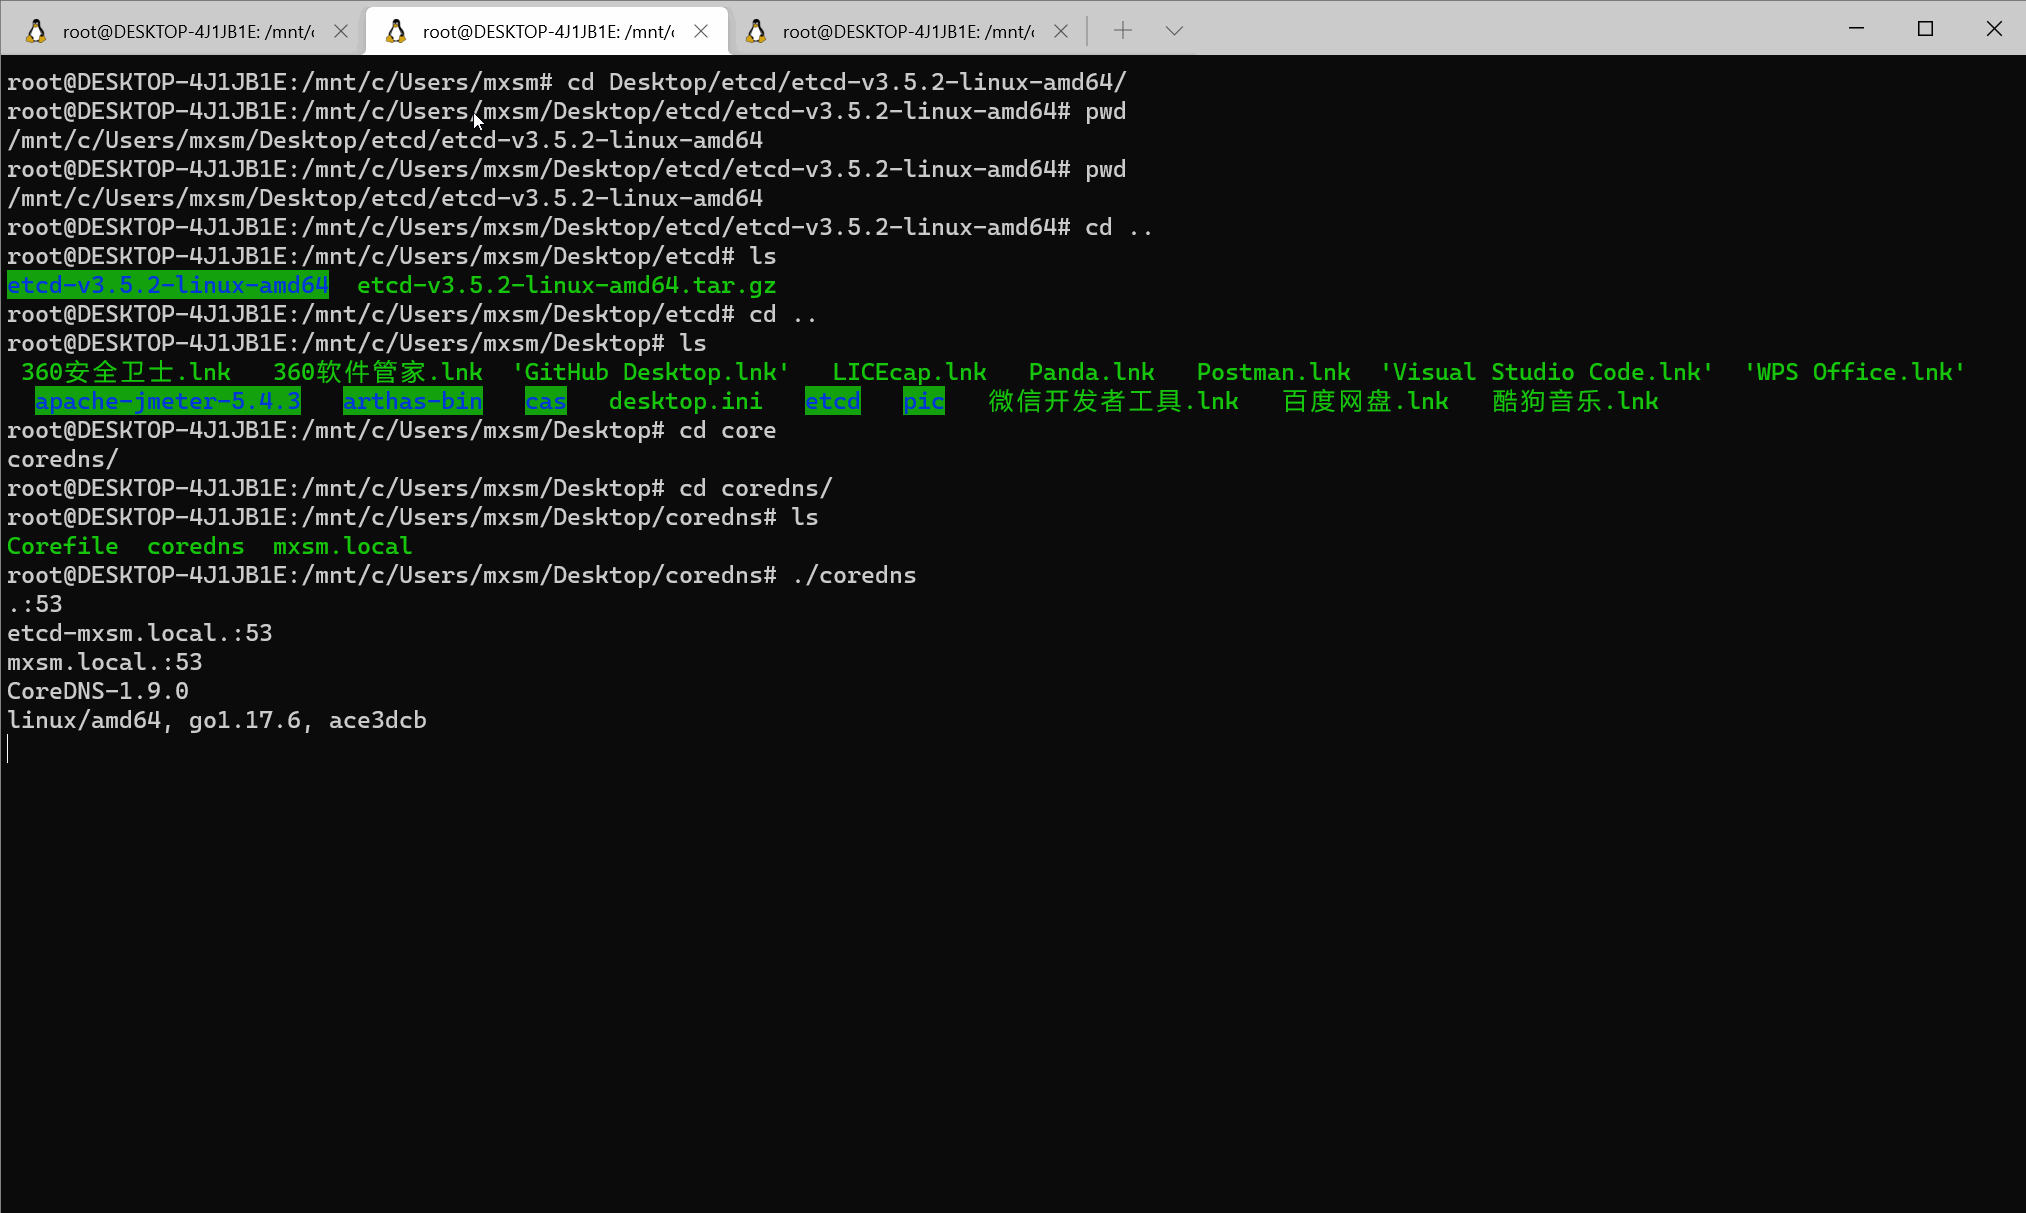 root@DESKTOP-4J1JB1E: /mnt/c
root@DESKTOP-4J1JB1E: /mnt/c
root@DESKTOP-4J1JB1E: /mnt/c
root@DESKTOP-4J1JB1E:/mnt/c/Users/mxsm# cd Desktop/etcd/etcd-v3.5.2-linux-amd64/
root@DESKTOP-4J1JB1E:/mnt/c/Users/mxsm/Desktop/etcd/etcd-v3.5.2-linux-amd64# pwd
/mnt/c/Users/mxsm/Desktop/etcd/etcd-v3.5.2-linux-amd64
root@DESKTOP-4J1JB1E:/mnt/c/Users/mxsm/Desktop/etcd/etcd-v3.5.2-linux-amd64# pwd
/mnt/c/Users/mxsm/Desktop/etcd/etcd-v3.5.2-linux-amd64
root@DESKTOP-4J1JB1E:/mnt/c/Users/mxsm/Desktop/etcd/etcd-v3.5.2-linux-amd64# cd ..
root@DESKTOP-4J1JB1E:/mnt/c/Users/mxsm/Desktop/etcd# ls
etcd-v3.5.2-linux-amd64  etcd-v3.5.2-linux-amd64.tar.gz
root@DESKTOP-4J1JB1E:/mnt/c/Users/mxsm/Desktop/etcd# cd ..
root@DESKTOP-4J1JB1E:/mnt/c/Users/mxsm/Desktop# ls
360安全卫士.lnk   360软件管家.lnk  'GitHub Desktop.lnk'   LICEcap.lnk   Panda.lnk   Postman.lnk  'Visual Studio Code.lnk'  'WPS Office.lnk'
apache-jmeter-5.4.3   arthas-bin   cas   desktop.ini   etcd   pic   微信开发者工具.lnk   百度网盘.lnk   酷狗音乐.lnk
root@DESKTOP-4J1JB1E:/mnt/c/Users/mxsm/Desktop# cd core
coredns/
root@DESKTOP-4J1JB1E:/mnt/c/Users/mxsm/Desktop# cd coredns/
root@DESKTOP-4J1JB1E:/mnt/c/Users/mxsm/Desktop/coredns# ls
Corefile  coredns  mxsm.local
root@DESKTOP-4J1JB1E:/mnt/c/Users/mxsm/Desktop/coredns# ./coredns
.:53
etcd-mxsm.local.:53
mxsm.local.:53
CoreDNS-1.9.0
linux/amd64, go1.17.6, ace3dcb